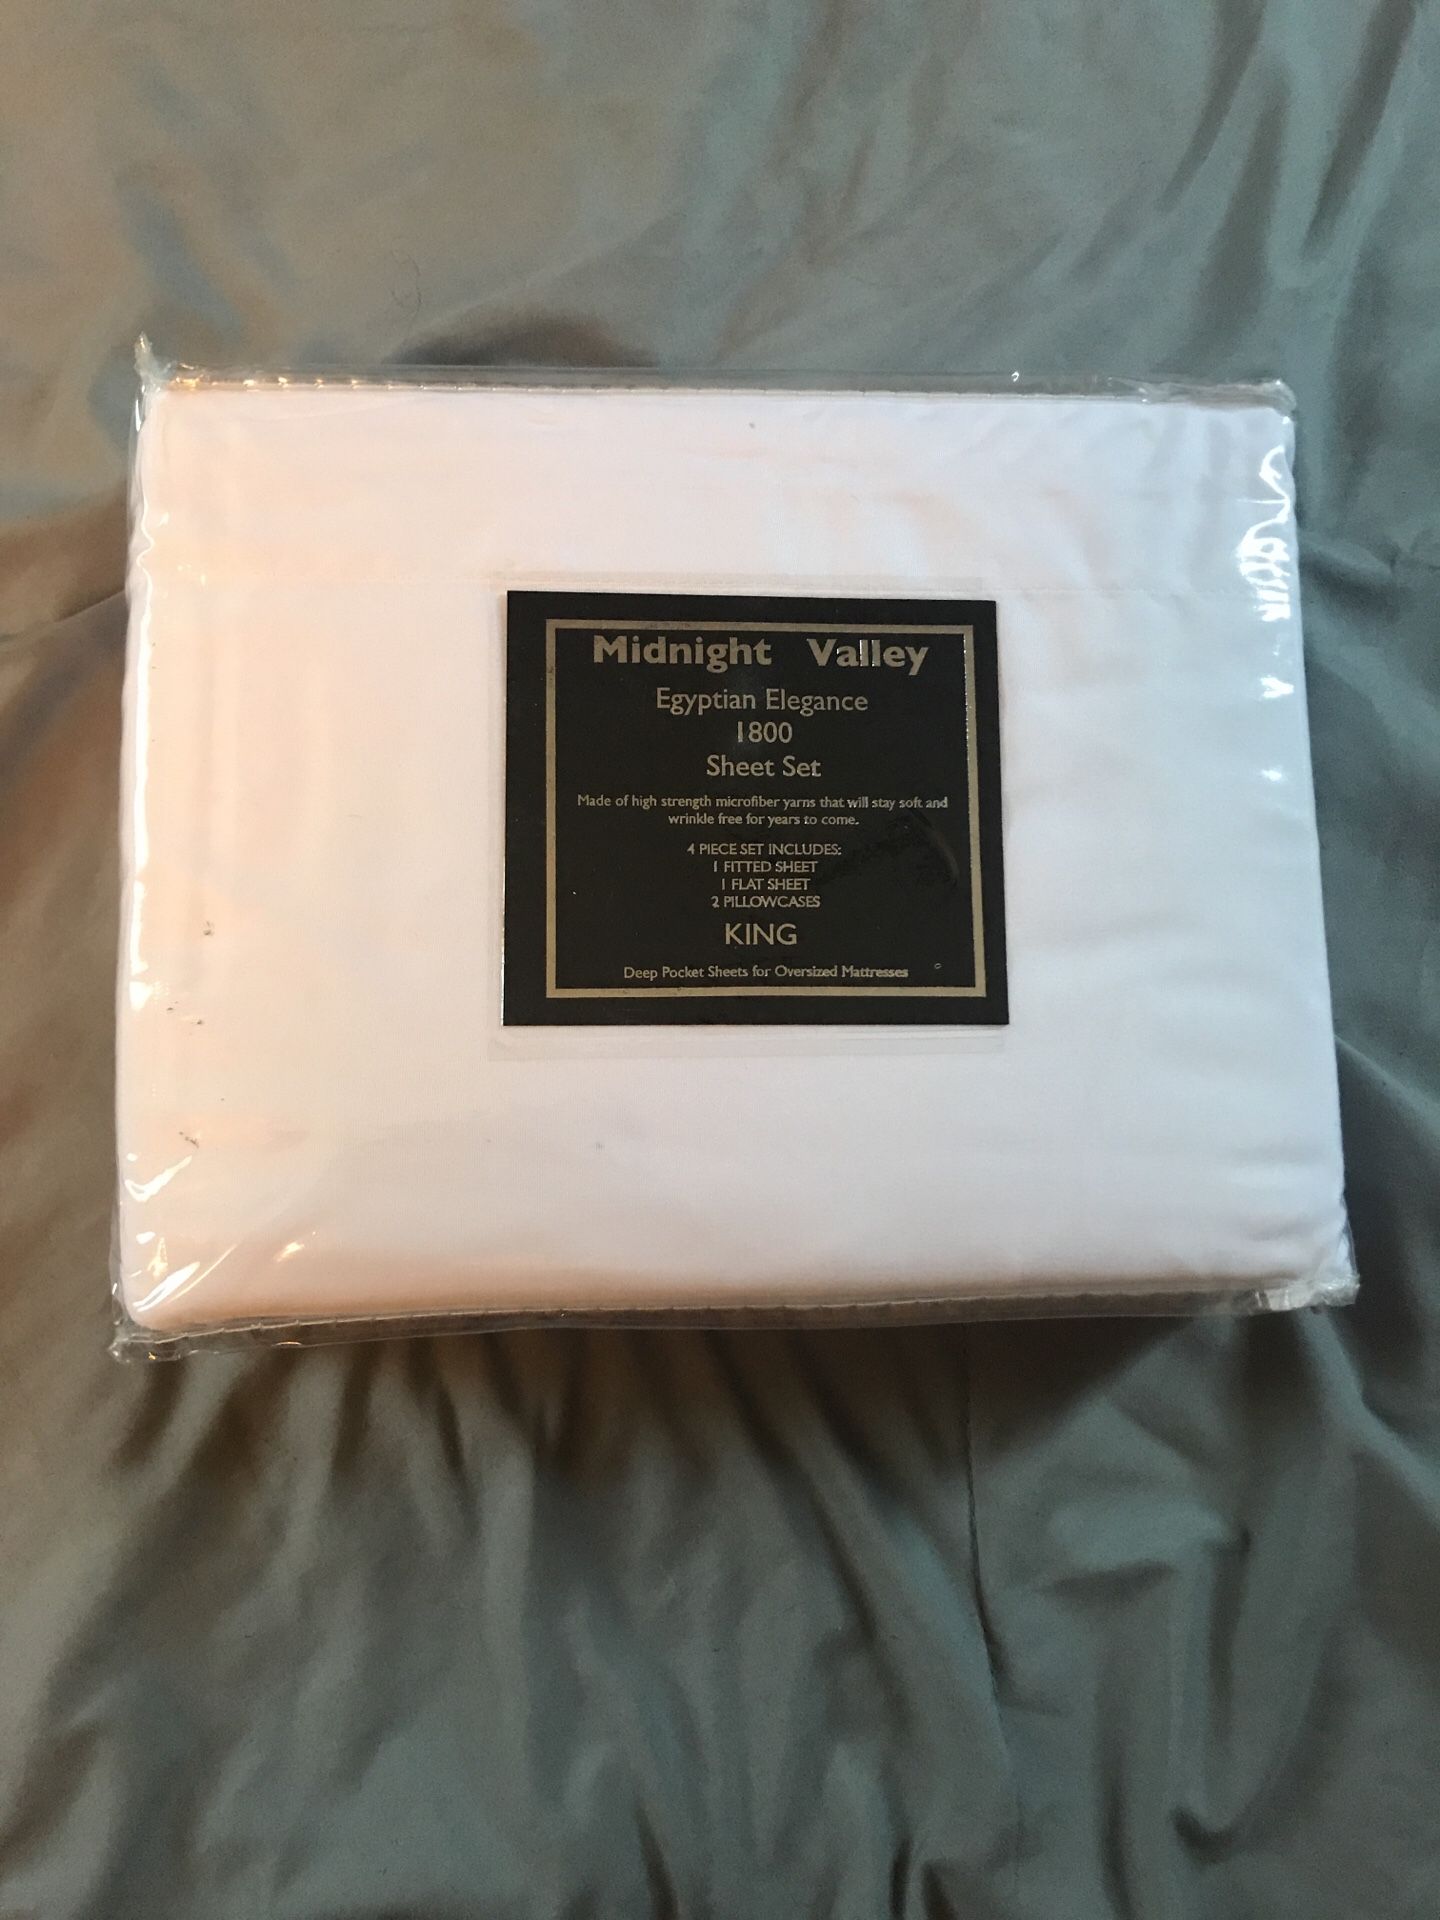 Midnight Valley
Egyptian Elegance
1800
Sheet Set
Made of high strength microfiber yarns that will stay soft and
wrinkle free for years to come.
4 PIECE SET INCLUDES:
1 FITTED SHEET
1 FLAT SHEET
2 PILLOWCASES
KING
Deep Pocket Sheets for Oversized Mattresses